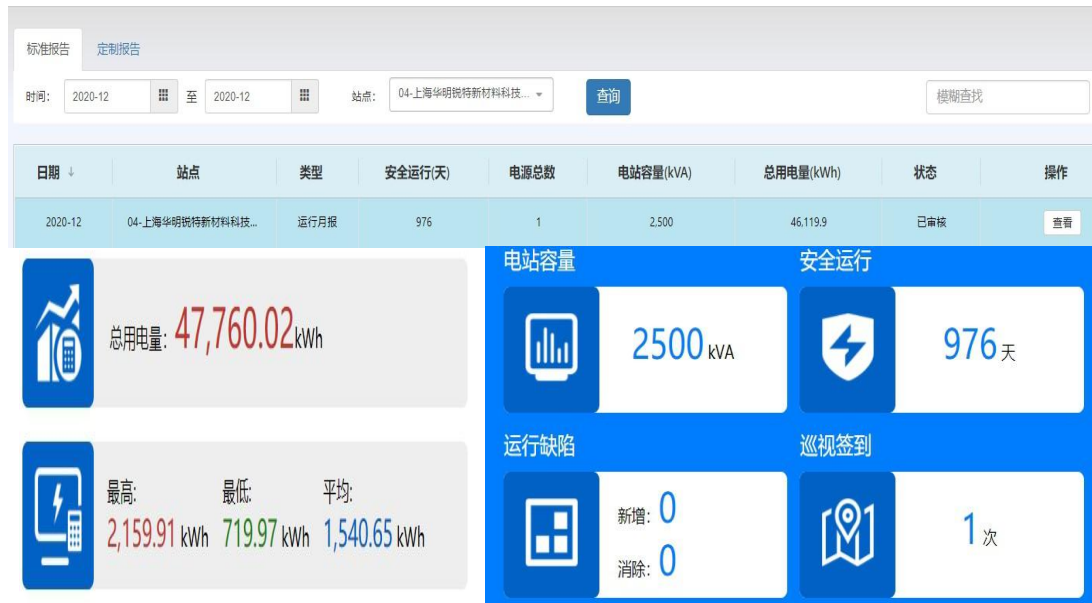 标准报告 定制报告
时间: 2020-12 至 2020-12 站点: 04-上海华明锐特新材料科技... 查询 模糊查找
日期 ↓ 站点 类型 安全运行(天) 电源总数 电站容量(kVA) 总用电量(kWh) 状态 操作
2020-12 04-上海华明锐特新材料科技... 运行月报 976 1 2,500 46,119.9 已审核 查看
总用电量: 47,760.02kWh
最高: 最低: 平均:
2,159.91 kWh 719.97 kWh 1,540.65 kWh
电站容量 安全运行
2500 kVA 976 天
运行缺陷 巡视签到
新增: 0
消除: 0
1 次